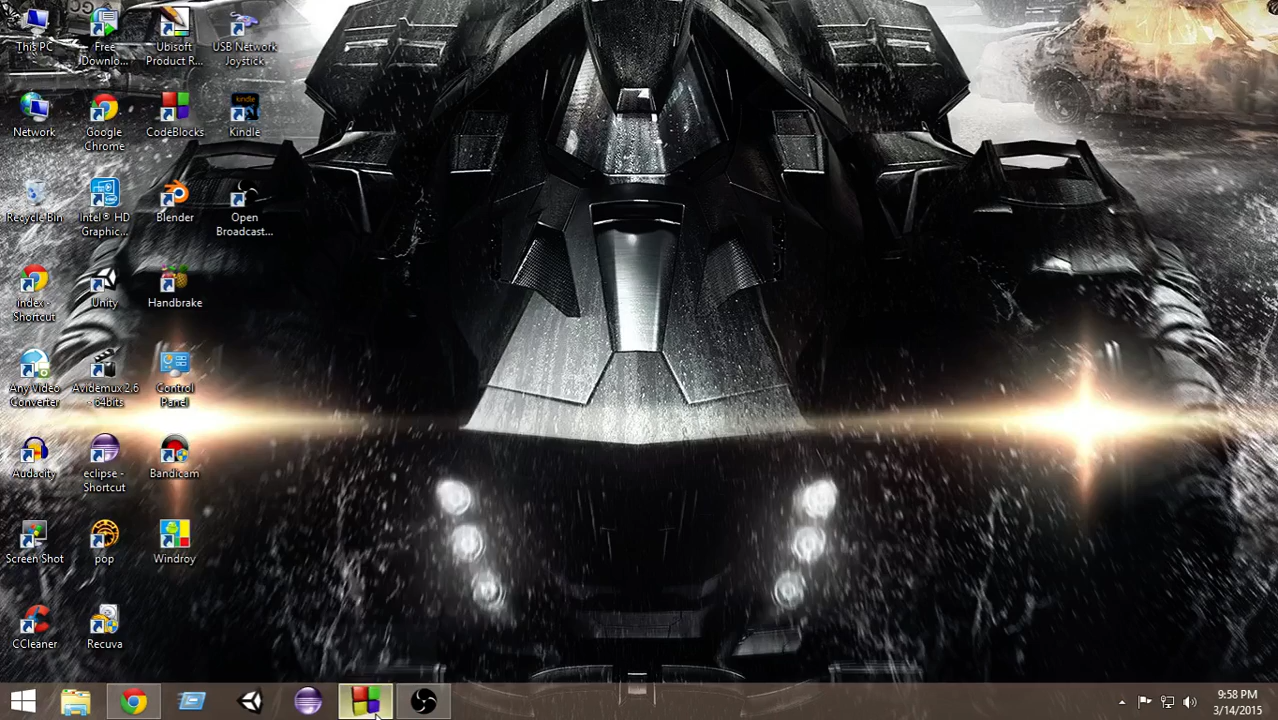 This PC
Free Downlo...
Ubisoft Product R...
USB Network Joystick
Network
Google Chrome
CodeBlocks
kindle
Kindle
Recycle Bin
Intel® HD Graphic...
Blender
Open Broadcast...
index - Shortcut
Unity
Handbrake
Any Video Converter
Avidemux 2.6 - 64bits
Control Panel
Audacity
eclipse - Shortcut
Bandicam
Screen Shot
pop
Windroy
CCleaner
Recuva
9:58 PM
3/14/2015